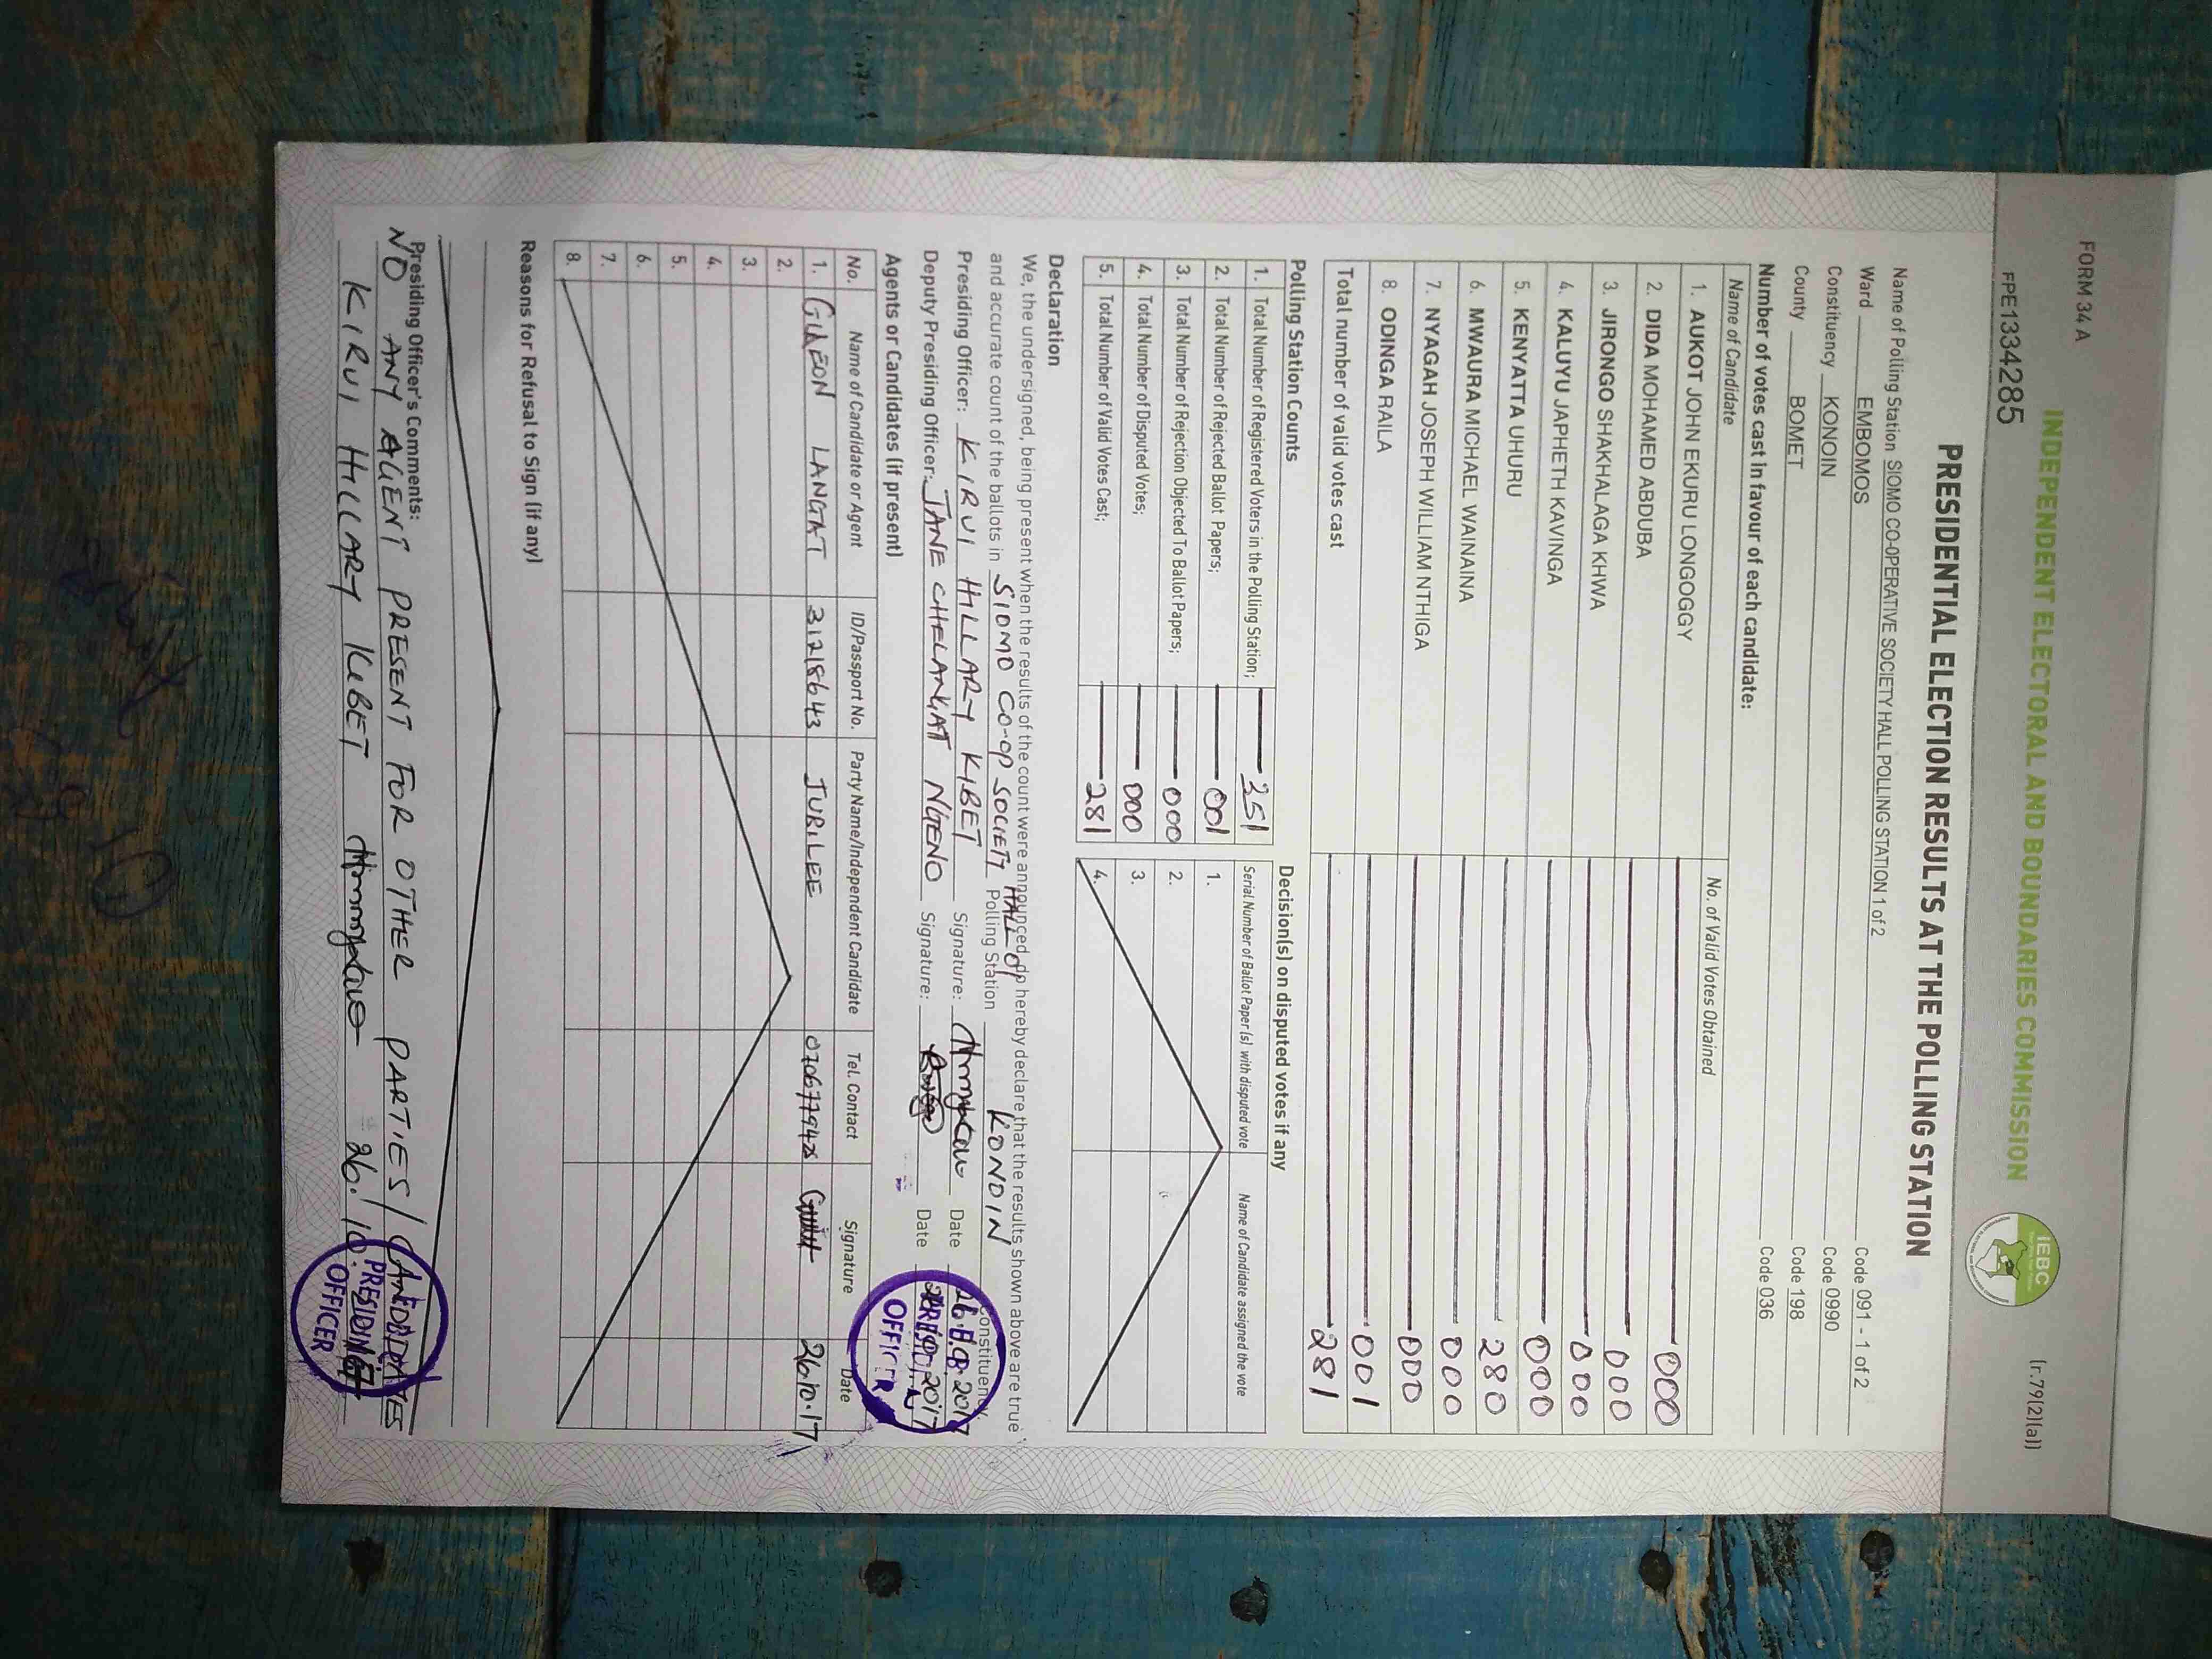 FORM 34 A
(r.79(2)(a))
INDEPENDENT ELECTORAL AND BOUNDARIES COMMISSION
IEBC
PRE1334285
PRESIDENTIAL ELECTION RESULTS AT THE POLLING STATION
Name of Polling Station SIOMO CO-OPERATIVE SOCIETY HALL POLLING STATION 1 of 2 Code 091 - 1 of 2
Ward EMBOMOS Code 0990
Constituency KONOIN Code 198
County BOMET Code 036
Number of votes cast in favour of each candidate:
Name of Candidate No. of Valid Votes Obtained
1. AUKOT JOHN EKURU LONGOGGY 000
2. DIDA MOHAMED ABDUBA 000
3. JIRONGO SHAKHALAGA KHWA 000
4. KALUYU JAPHETH KAVINGA 000
5. KENYATTA UHURU 280
6. MWAURA MICHAEL WAINAINA 000
7. NYAGAH JOSEPH WILLIAM NTHIGA 000
8. ODINGA RAILA 001
Total number of valid votes cast 281
Polling Station Counts
1. Total Number of Registered Voters in the Polling Station; 351
2. Total Number of Rejected Ballot Papers; 001
3. Total Number of Rejection Objected To Ballot Papers; 000
4. Total Number of Disputed Votes; 000
5. Total Number of Valid Votes Cast; 281
Decision(s) on disputed votes if any
Serial Number of Ballot Paper (s) with disputed vote Name of Candidate assigned the vote
1.
2.
3.
4.
Declaration
We, the undersigned, being present when the results of the count were announced do hereby declare that the results shown above are true
and accurate count of the ballots in SIOMO CO-OP SOCIETY HALL 01 Polling Station KONOIN Constituency.
Presiding Officer: KIRUI HILLARY KIBET Signature: Date 2017
Deputy Presiding Officer: JANE CHELANGAT NGENO Signature: Date 2017
PRESIDING OFFICER
Agents or Candidates (if present)
No. Name of Candidate or Agent ID/Passport No. Party Name/Independent Candidate Tel. Contact Signature Date
1. GIDEON LANGAT 31218643 JUBILEE 26.10.17
2.
3.
4.
5.
6.
7.
8.
Reasons for Refusal to Sign (if any)
Presiding Officer's Comments:
NO ANY AGENT PRESENT FOR OTHER PARTIES / CANDIDATES
KIRUI HILLARY KIBET 26.10.
PRESIDING OFFICER